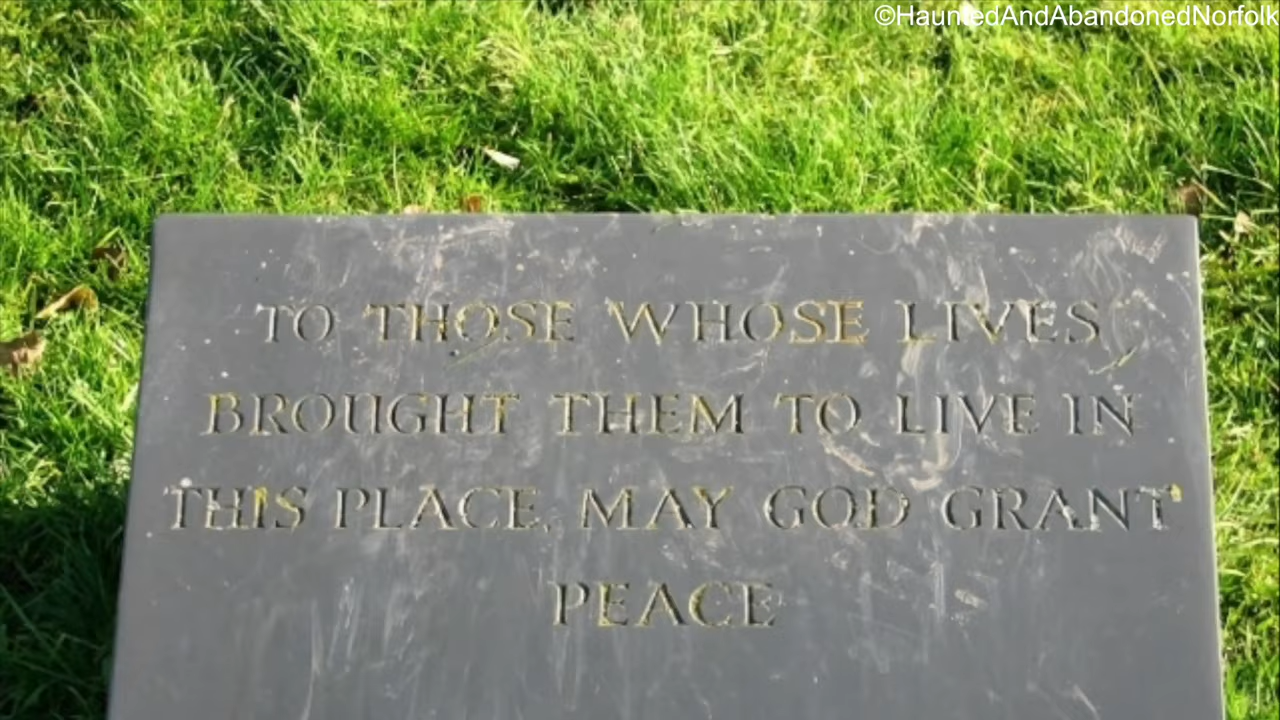 ©HauntedAndAbandonedNorfolk
TO THOSE WHOSE LIVES
BROUGHT THEM TO LIVE IN
THIS PLACE, MAY GOD GRANT
PEACE